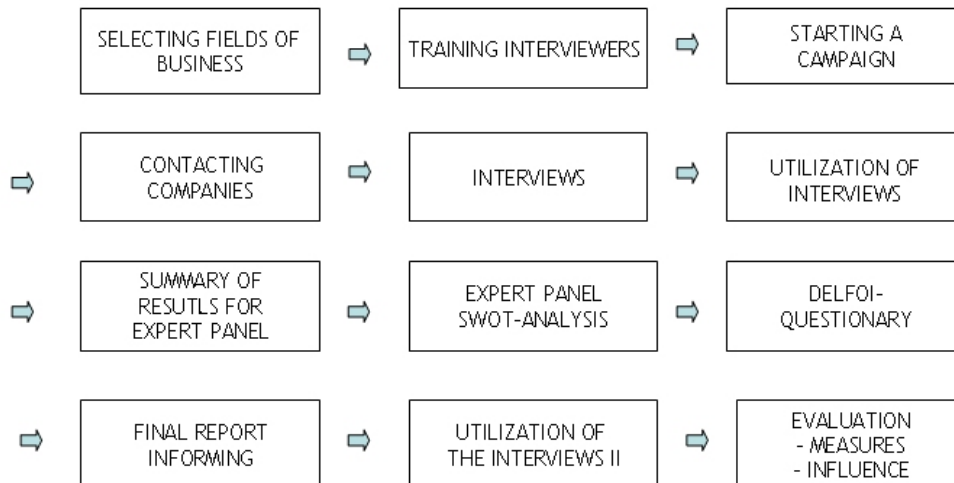 SELECTING FIELDS OF
BUSINESS
TRAINING INTERVIEWERS
STARTING A
CAMPAIGN
CONTACTING
COMPANIES
INTERVIEWS
UTILIZATION OF
INTERVIEWS
SUMMARY OF
RESUTLS FOR
EXPERT PANEL
EXPERT PANEL
SWOT-ANALYSIS
DELFOI-
QUESTIONARY
FINAL REPORT
INFORMING
UTILIZATION OF
THE INTERVIEWS II
EVALUATION
- MEASURES
- INFLUENCE